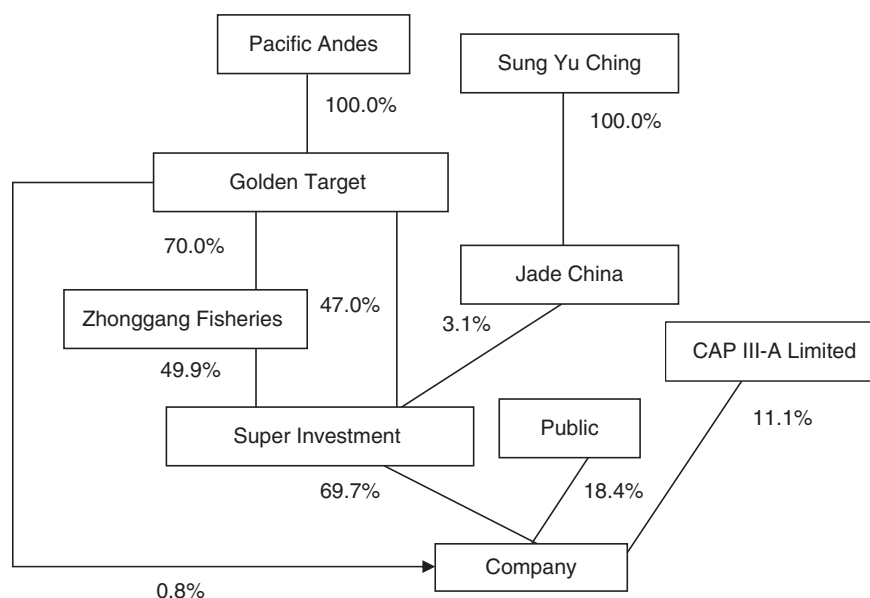 Pacific Andes
Sung Yu Ching
100.0%
100.0%
Golden Target
70.0%
47.0%
Jade China
Zhonggang Fisheries
3.1%
CAP III-A Limited
49.9%
Super Investment
Public
11.1%
69.7%
18.4%
Company
0.8%